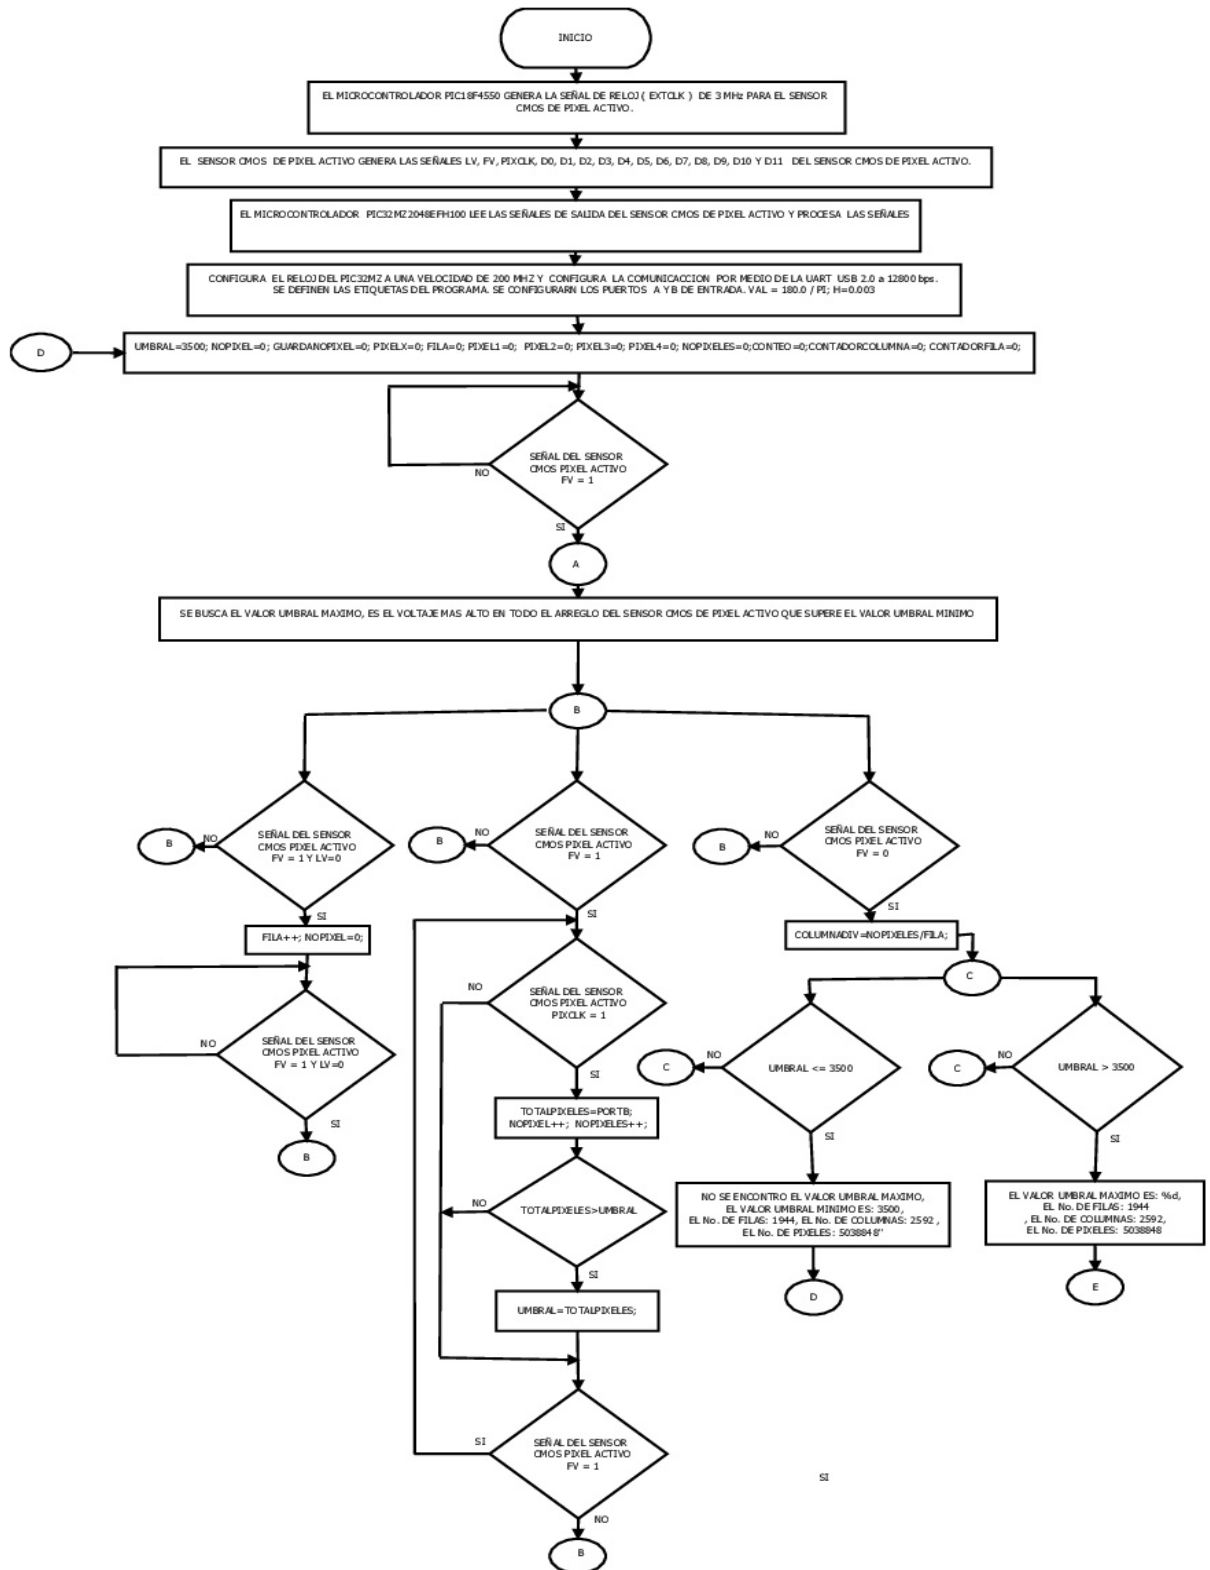 INICIO
EL MICROCONTROLADOR PIC18F4550 GENERA LA SEÑAL DE RELOJ ( EXTCLK ) DE 3 MHz PARA EL SENSOR
CMOS DE PIXEL ACTIVO.
EL SENSOR CMOS DE PIXEL ACTIVO GENERA LAS SEÑALES LV, FV, PIXCLK, D0, D1, D2, D3, D4, D5, D6, D7, D8, D9, D10 Y D11 DEL SENSOR CMOS DE PIXEL ACTIVO.
EL MICROCONTROLADOR PIC32MZ2048EFH100 LEE LAS SEÑALES DE SALIDA DEL SENSOR CMOS DE PIXEL ACTIVO Y PROCESA LAS SEÑALES
CONFIGURA EL RELOJ DEL PIC32MZ A UNA VELOCIDAD DE 200 MHZ Y CONFIGURA LA COMUNICACCION POR MEDIO DE LA UART USB 2.0 a 12800 bps.
SE DEFINEN LAS ETIQUETAS DEL PROGRAMA. SE CONFIGURARN LOS PUERTOS A Y B DE ENTRADA. VAL = 180.0 / PI; H=0.003
D
UMBRAL=3500; NOPIXEL=0; GUARDANOPIXEL=0; PIXELX=0; FILA=0; PIXEL1=0; PIXEL2=0; PIXEL3=0; PIXEL4=0; NOPIXELES=0;CONTEO=0;CONTADORCOLUMNA=0; CONTADORFILA=0;
SEÑAL DEL SENSOR
CMOS PIXEL ACTIVO
FV = 1
NO
SI
A
SE BUSCA EL VALOR UMBRAL MAXIMO, ES EL VOLTAJE MAS ALTO EN TODO EL ARREGLO DEL SENSOR CMOS DE PIXEL ACTIVO QUE SUPERE EL VALOR UMBRAL MINIMO
B
SEÑAL DEL SENSOR
CMOS PIXEL ACTIVO
FV = 1 Y LV=0
NO
B
SI
FILA++; NOPIXEL=0;
SEÑAL DEL SENSOR
CMOS PIXEL ACTIVO
FV = 1 Y LV=0
NO
SI
B
SEÑAL DEL SENSOR
CMOS PIXEL ACTIVO
FV = 1
NO
B
SI
SEÑAL DEL SENSOR
CMOS PIXEL ACTIVO
PIXCLK = 1
NO
SI
TOTALPIXELES=PORTB;
NOPIXEL++; NOPIXELES++;
TOTALPIXELES>UMBRAL
NO
SI
UMBRAL=TOTALPIXELES;
SEÑAL DEL SENSOR
CMOS PIXEL ACTIVO
FV = 1
SI
NO
B
SEÑAL DEL SENSOR
CMOS PIXEL ACTIVO
FV = 0
NO
B
SI
COLUMNADIV=NOPIXELES/FILA;
C
UMBRAL <= 3500
NO
C
SI
NO SE ENCONTRO EL VALOR UMBRAL MAXIMO,
EL VALOR UMBRAL MINIMO ES: 3500,
EL No. DE FILAS: 1944, EL No. DE COLUMNAS: 2592 ,
EL No. DE PIXELES: 5038848"
D
UMBRAL > 3500
NO
C
SI
EL VALOR UMBRAL MAXIMO ES: %d,
EL No. DE FILAS: 1944
, EL No. DE COLUMNAS: 2592,
EL No. DE PIXELES: 5038848
E
SI